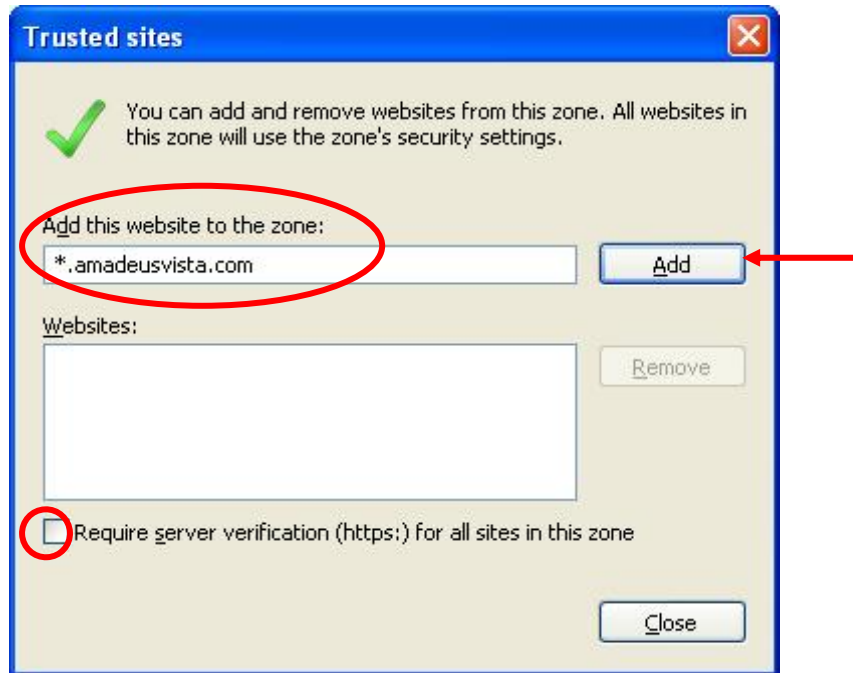 Trusted sites
You can add and remove websites from this zone. All websites in
this zone will use the zone's security settings.
Add this website to the zone:
*.amadeusvista.com
Add
Websites:
Remove
Require server verification (https:) for all sites in this zone
Close